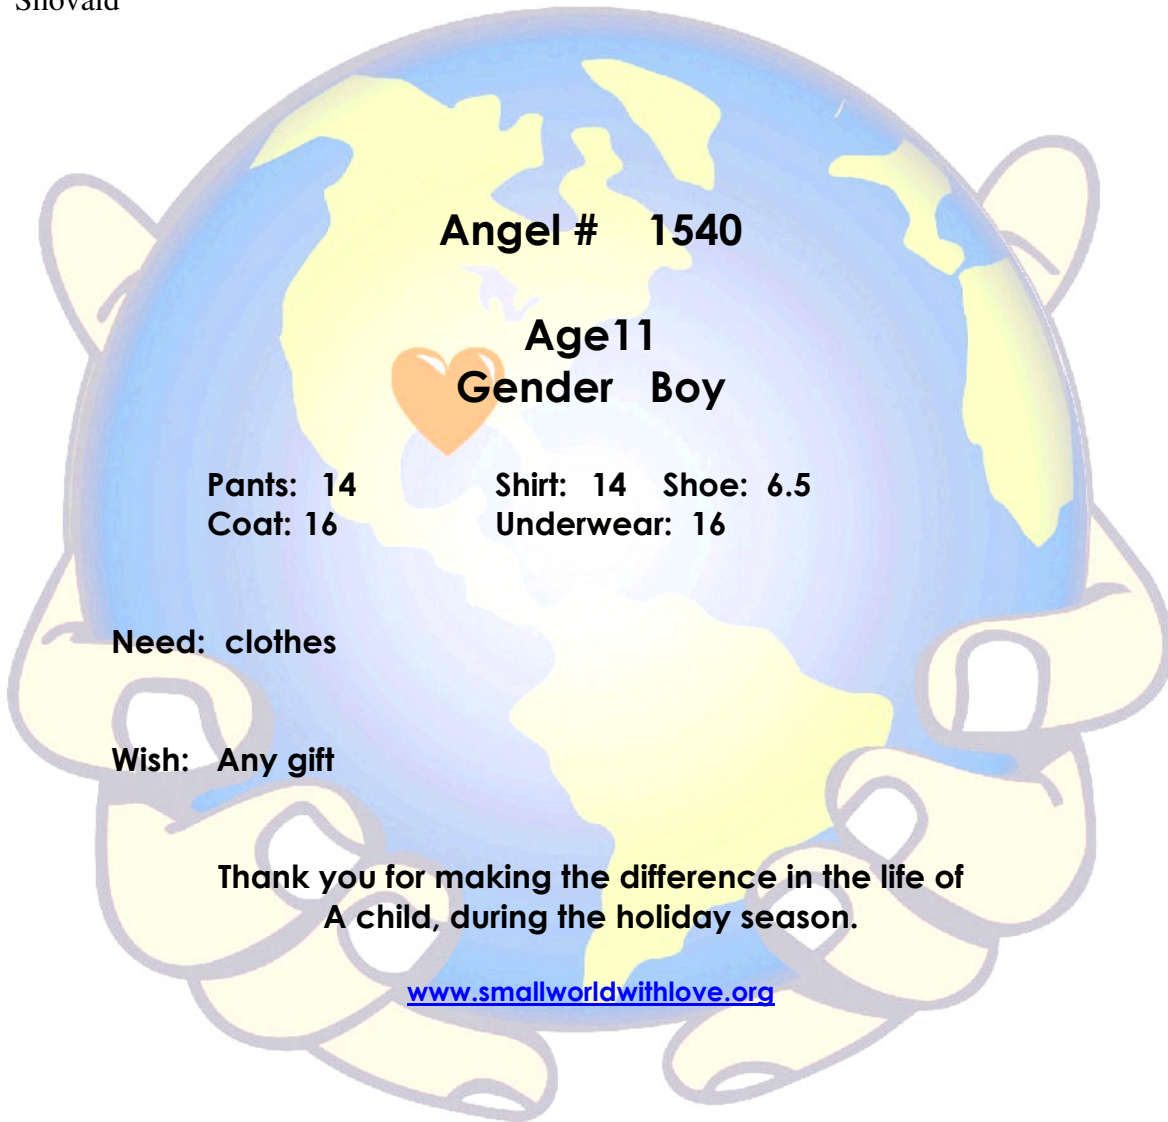 Angel # 1540
Age11
Gender Boy
Pants: 14 Shirt: 14 Shoe: 6.5
Coat: 16 Underwear: 16
Need: clothes
Wish: Any gift
Thank you for making the difference in the life of
A child, during the holiday season.
www.smallworldwithlove.org